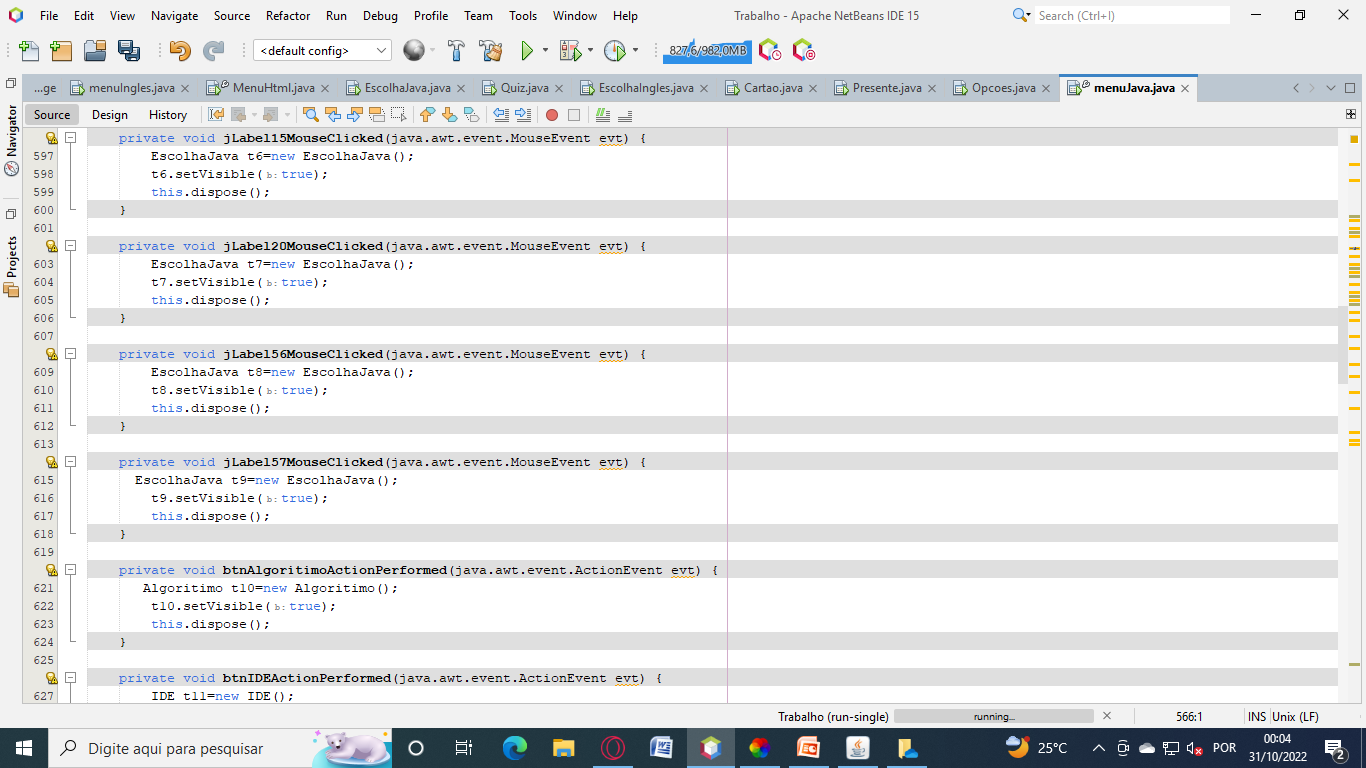 File Edit View Navigate Source Refactor Run Debug Profile Team Tools Window Help Trabalho - Apache NetBeans IDE 15 Search (Ctrl+I)
<default config> 827,6/982,0MB
...ge menuIngles.java MenuHtml.java EscolhaJava.java Quiz.java EscolhaIngles.java Cartao.java Presente.java Opcoes.java menuJava.java
Source Design History
Navigator
Projects
private void jLabel15MouseClicked(java.awt.event.MouseEvent evt) {
597 EscolhaJava t6=new EscolhaJava();
598 t6.setVisible(b:true);
599 this.dispose();
600 }
601
private void jLabel20MouseClicked(java.awt.event.MouseEvent evt) {
603 EscolhaJava t7=new EscolhaJava();
604 t7.setVisible(b:true);
605 this.dispose();
606 }
607
private void jLabel56MouseClicked(java.awt.event.MouseEvent evt) {
609 EscolhaJava t8=new EscolhaJava();
610 t8.setVisible(b:true);
611 this.dispose();
612 }
613
private void jLabel57MouseClicked(java.awt.event.MouseEvent evt) {
615 EscolhaJava t9=new EscolhaJava();
616 t9.setVisible(b:true);
617 this.dispose();
618 }
619
private void btnAlgoritimoActionPerformed(java.awt.event.ActionEvent evt) {
621 Algoritimo t10=new Algoritimo();
622 t10.setVisible(b:true);
623 this.dispose();
624 }
625
private void btnIDEActionPerformed(java.awt.event.ActionEvent evt) {
627 IDE t11=new IDE();
Trabalho (run-single) running... 566:1 INS Unix (LF)
Digite aqui para pesquisar 25°C POR 00:04
31/10/2022 2